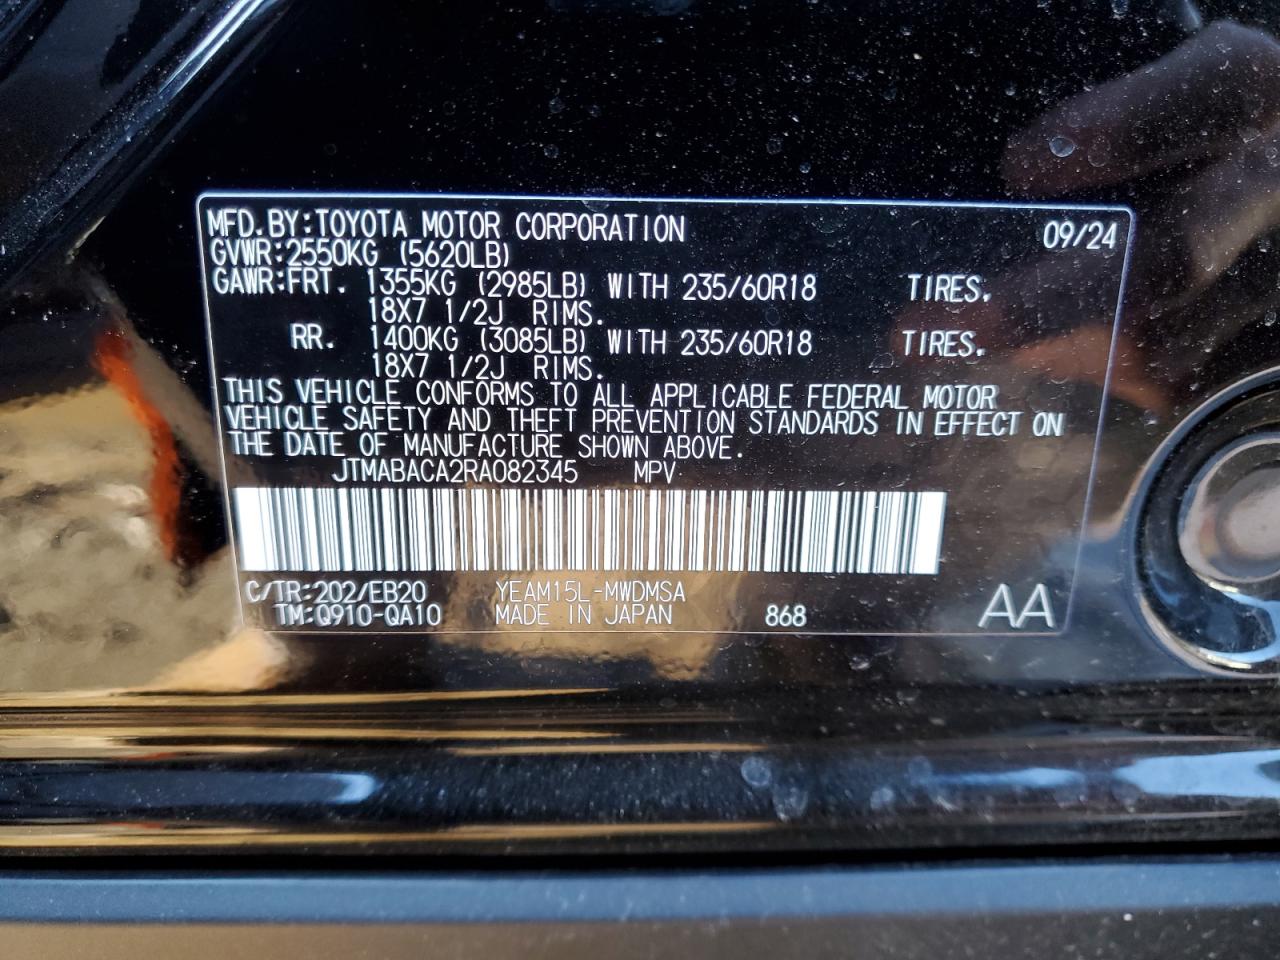 MFD.BY:TOYOTA MOTOR CORPORATION 09/24
GVWR:2550KG (5620LB)
GAWR:FRT. 1355KG (2985LB) WITH 235/60R18 TIRES,
18X7 1/2J RIMS.
RR. 1400KG (3085LB) WITH 235/60R18 TIRES,
18X7 1/2J RIMS.
THIS VEHICLE CONFORMS TO ALL APPLICABLE FEDERAL MOTOR
VEHICLE SAFETY AND THEFT PREVENTION STANDARDS IN EFFECT ON
THE DATE OF MANUFACTURE SHOWN ABOVE.
JTMABACA2RA082345 MPV
C/TR:202/EB20 YEAM15L-MWDMSA
TM:Q910-QA10 MADE IN JAPAN 868 AA